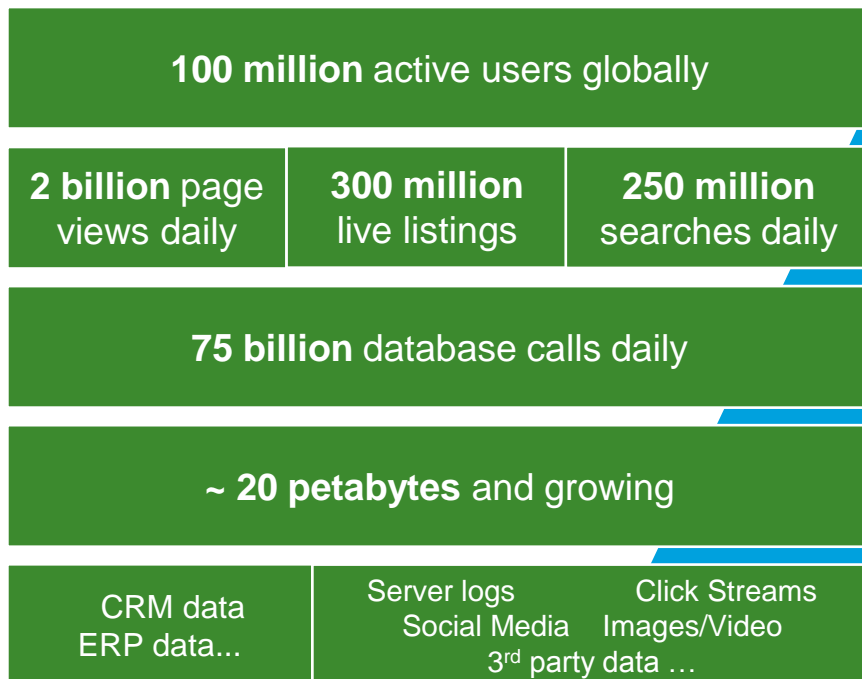 100 million active users globally
2 billion page
views daily
300 million
live listings
250 million
searches daily
75 billion database calls daily
~ 20 petabytes and growing
CRM data
ERP data...
Server logs Click Streams
Social Media Images/Video
3rd party data …